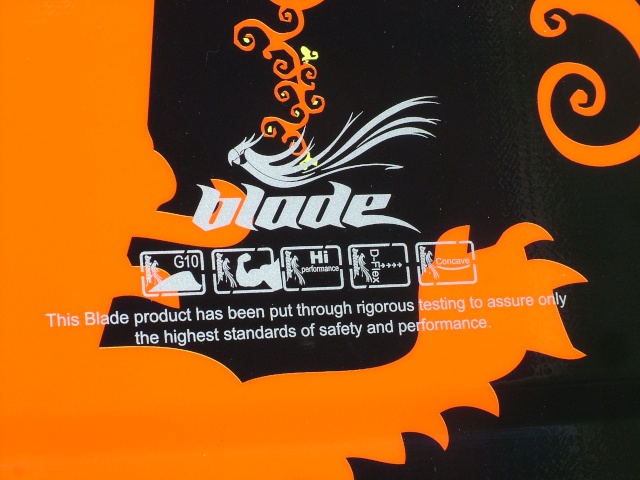 blade
G10
Hi
performance
D-Flex
Concave
This Blade product has been put through rigorous testing to assure only
the highest standards of safety and performance.